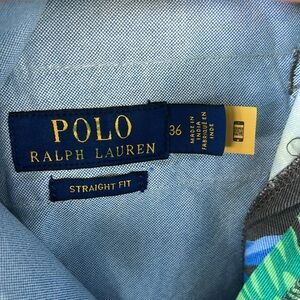 POLO
RALPH LAUREN
STRAIGHT FIT
36
MADE IN
INDIA
FABRIQUÉ EN
INDE